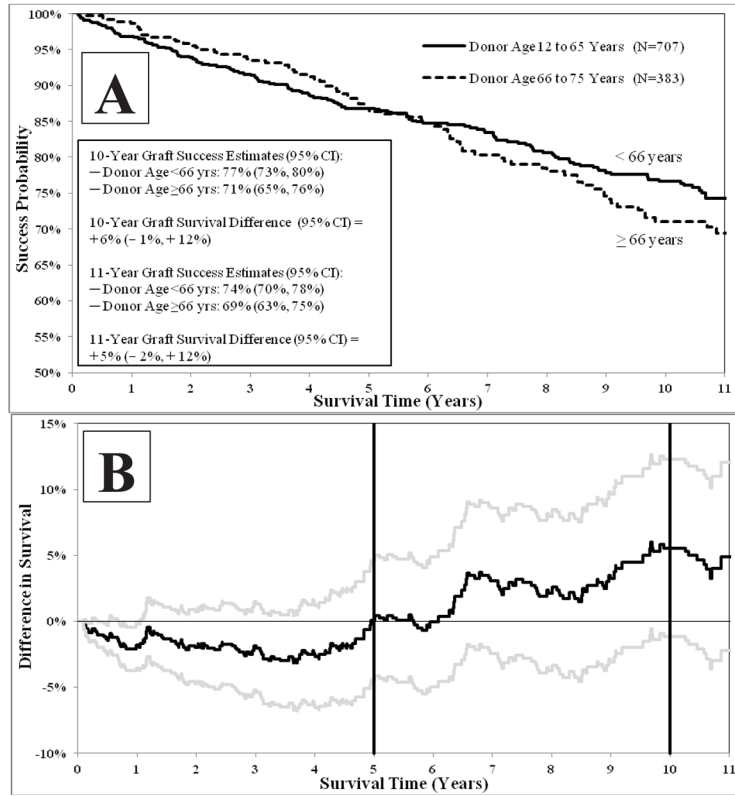 A
100%
95%
90%
85%
80%
75%
70%
65%
60%
55%
50%
Success Probability
Donor Age 12 to 65 Years (N=707)
Donor Age 66 to 75 Years (N=383)
10-Year Graft Success Estimates (95% CI):
— Donor Age<66 yrs: 77% (73%, 80%)
— Donor Age≥66 yrs: 71% (65%, 76%)
10-Year Graft Survival Difference (95% CI) =
+6% (− 1%, + 12%)
11-Year Graft Success Estimates (95% CI):
— Donor Age<66 yrs: 74% (70%, 78%)
— Donor Age≥66 yrs: 69% (63%, 75%)
11-Year Graft Survival Difference (95% CI) =
+5% (− 2%, + 12%)
< 66 years
≥ 66 years
0 1 2 3 4 5 6 7 8 9 10 11
Survival Time (Years)
B
15%
10%
5%
0%
-5%
-10%
Difference in Survival
0 1 2 3 4 5 6 7 8 9 10 11
Survival Time (Years)